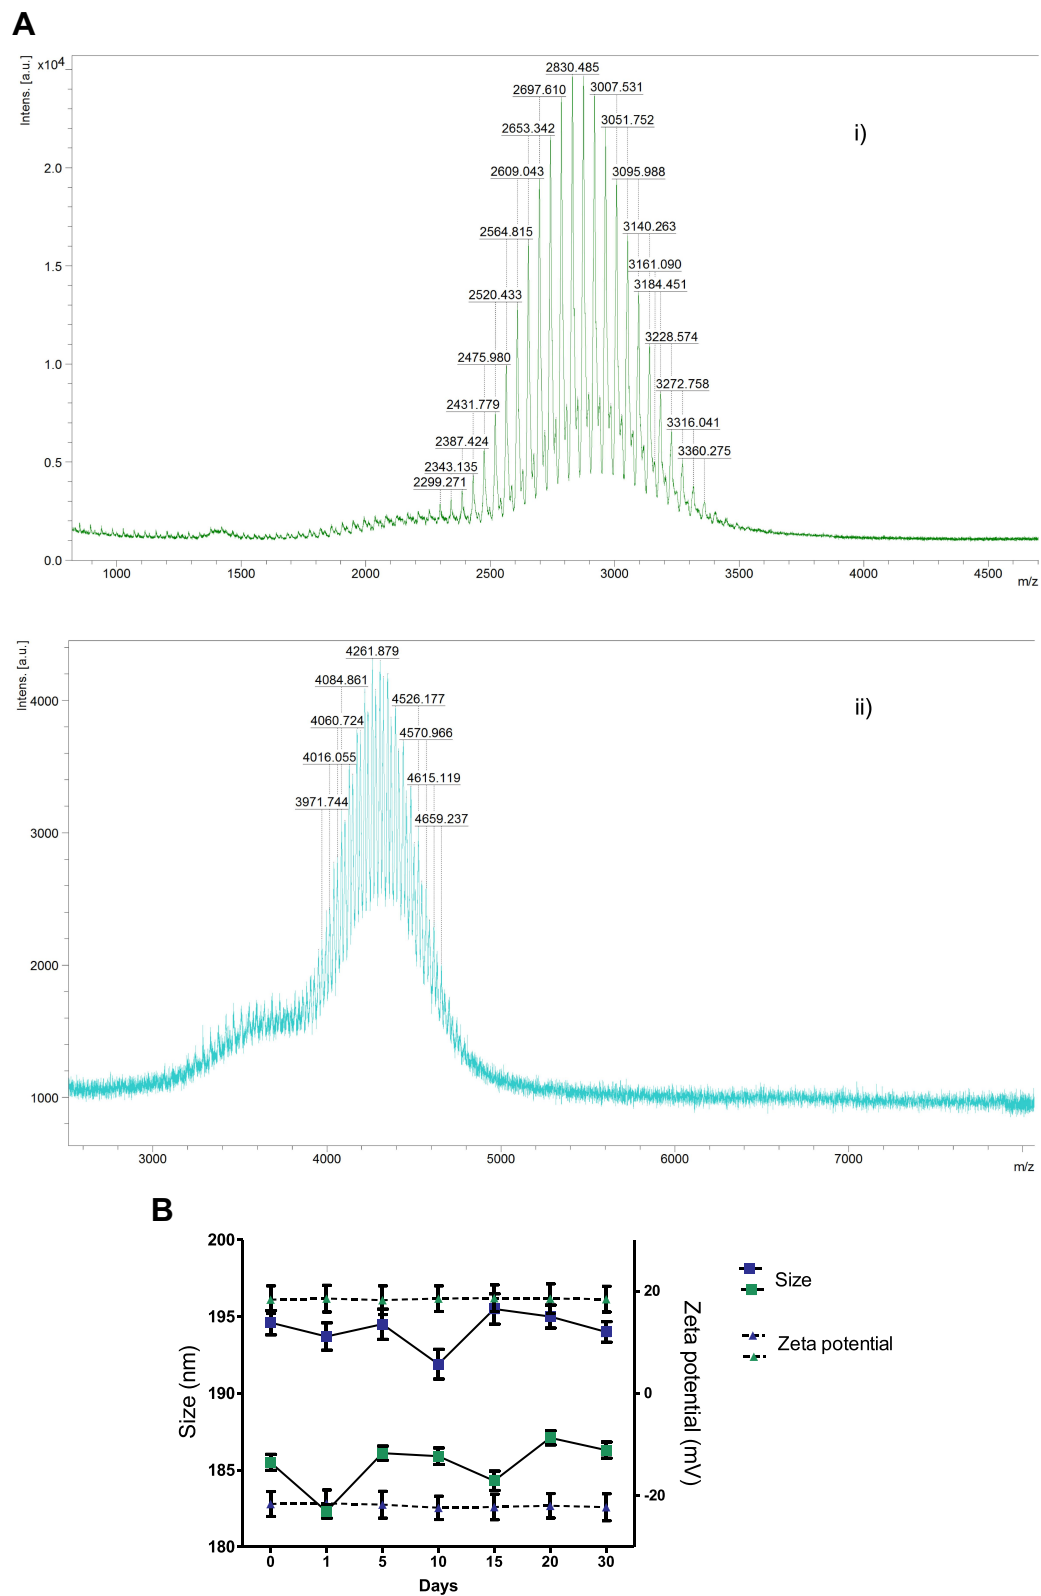 A
Intens. [a.u.]
x10⁴
2.0
1.5
1.0
0.5
0.0
2830.485
2697.610
3007.531
2653.342
3051.752
2609.043
3095.988
2564.815
3140.263
3161.090
2520.433
3184.451
2475.980
3228.574
2431.779
3272.758
2387.424
3316.041
2343.135
3360.275
2299.271
i)
1000 1500 2000 2500 3000 3500 4000 4500
m/z
Intens. [a.u.]
4000
3000
2000
1000
4261.879
4084.861
4526.177
4060.724
4570.966
4016.055
4615.119
3971.744
4659.237
ii)
3000 4000 5000 6000 7000
m/z
B
Size (nm)
200
195
190
185
180
20
0
-20
Zeta potential (mV)
0 1 5 10 15 20 30
Days
Size
Zeta potential